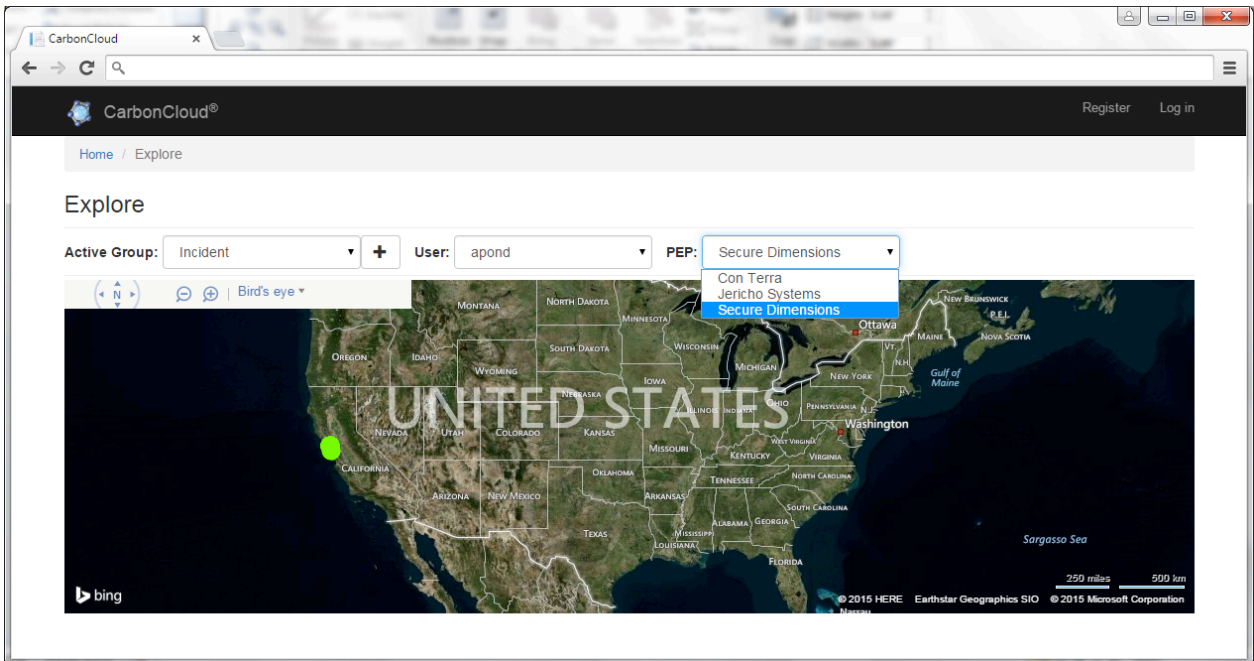 CarbonCloud
CarbonCloud®
Register Log in
Home / Explore
Explore
Active Group: Incident + User: apond PEP: Secure Dimensions
Con Terra
Jericho Systems
Secure Dimensions
N Bird's eye
MONTANA
NORTH DAKOTA
MINNESOTA
NEW BRUNSWICK
P.E.L.
Ottawa
MAINE
NOVA SCOTIA
OREGON
IDAHO
SOUTH DAKOTA
WISCONSIN
VT.
N.H.
WYOMING
MICHIGAN
NEW YORK
Gulf of
Maine
IOWA
NEBRASKA
UNITED STATES
ILLINOIS
INDIANA
OHIO
PENNSYLVANIA
N.J.
Washington
NEVADA
UTAH
COLORADO
KANSAS
MISSOURI
WEST VIRGINIA
KENTUCKY
VIRGINIA
CALIFORNIA
OKLAHOMA
TENNESSEE
NORTH CAROLINA
ARIZONA
NEW MEXICO
ARKANSAS
SOUTH CAROLINA
TEXAS
MISSISSIPPI
ALABAMA
GEORGIA
LOUISIANA
Sargasso Sea
FLORIDA
250 miles 500 km
bing
© 2015 HERE Earthstar Geographics SIO © 2015 Microsoft Corporation
Nassau